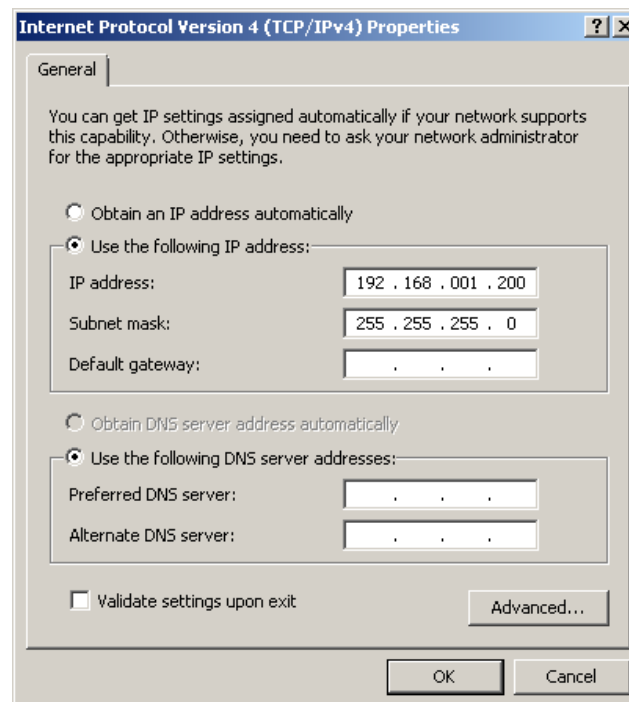 Internet Protocol Version 4 (TCP/IPv4) Properties
General
You can get IP settings assigned automatically if your network supports
this capability. Otherwise, you need to ask your network administrator
for the appropriate IP settings.
Obtain an IP address automatically
Use the following IP address:
IP address: 192 . 168 . 001 . 200
Subnet mask: 255 . 255 . 255 . 0
Default gateway: . . .
Obtain DNS server address automatically
Use the following DNS server addresses:
Preferred DNS server: . . .
Alternate DNS server: . . .
Validate settings upon exit
Advanced...
OK Cancel